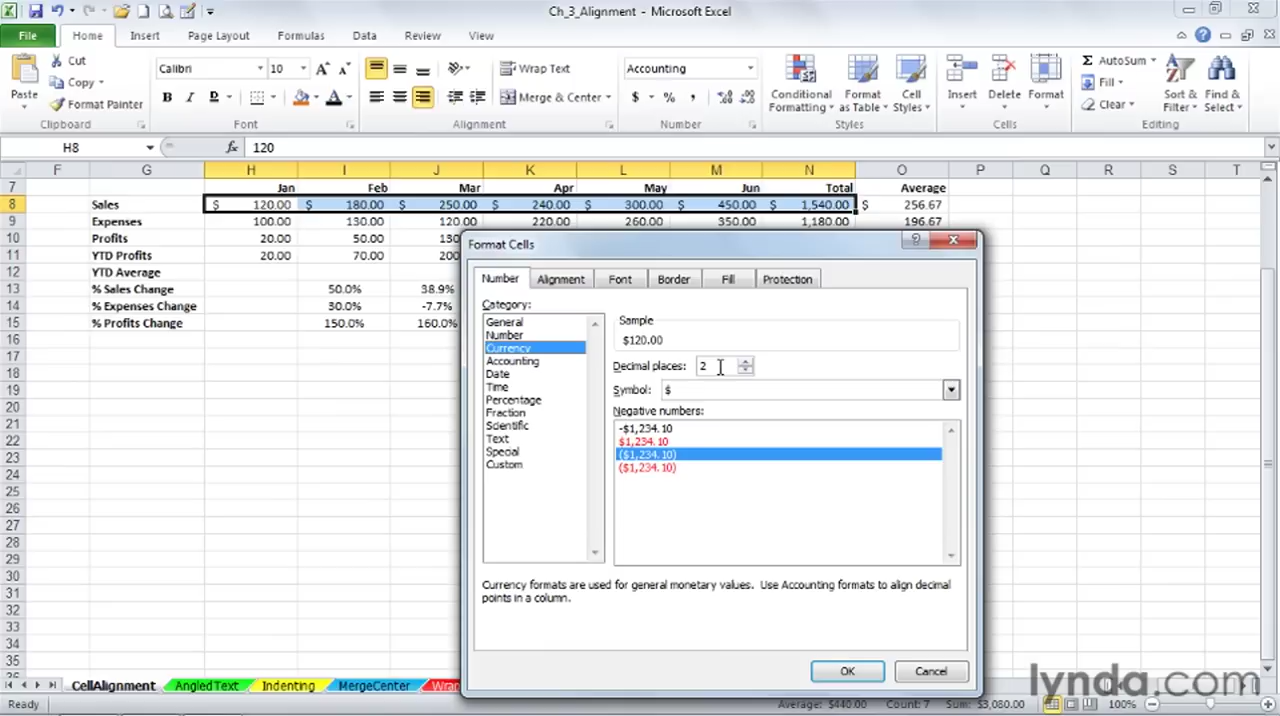 Ch_3_Alignment - Microsoft Excel
File Home Insert Page Layout Formulas Data Review View
Paste
Cut
Copy
Format Painter
Clipboard
Calibri 10
B I D A
Font
Wrap Text
Merge & Center
Alignment
Accounting
$ % ,
Number
Conditional Formatting
Format as Table
Cell Styles
Styles
Insert Delete Format
Cells
Σ AutoSum
Fill
Clear
Sort & Filter
Find & Select
Editing
H8 fx 120
F G H I J K L M N O P Q R S T
7 Jan Feb Mar Apr May Jun Total Average
8 Sales $ 120.00 $ 180.00 $ 250.00 $ 240.00 $ 300.00 $ 450.00 $ 1,540.00 $ 256.67
9 Expenses 100.00 130.00 120.00 220.00 260.00 350.00 1,180.00 196.67
10 Profits 20.00 50.00 130
11 YTD Profits 20.00 70.00 200
12 YTD Average
13 % Sales Change 50.0% 38.9%
14 % Expenses Change 30.0% -7.7%
15 % Profits Change 150.0% 160.0%
16
17
18
19
20
21
22
23
24
25
26
27
28
29
30
31
32
33
34
35
Format Cells
Number Alignment Font Border Fill Protection
Category:
General
Number
Currency
Accounting
Date
Time
Percentage
Fraction
Scientific
Text
Special
Custom
Sample
$120.00
Decimal places: 2
Symbol: $
Negative numbers:
-$1,234.10
$1,234.10
($1,234.10)
($1,234.10)
Currency formats are used for general monetary values. Use Accounting formats to align decimal
points in a column.
OK Cancel
CellAlignment AngledText Indenting MergeCenter Wrap
Ready Average: $440.00 Count: 7 Sum: $3,080.00 100%
lynda.com